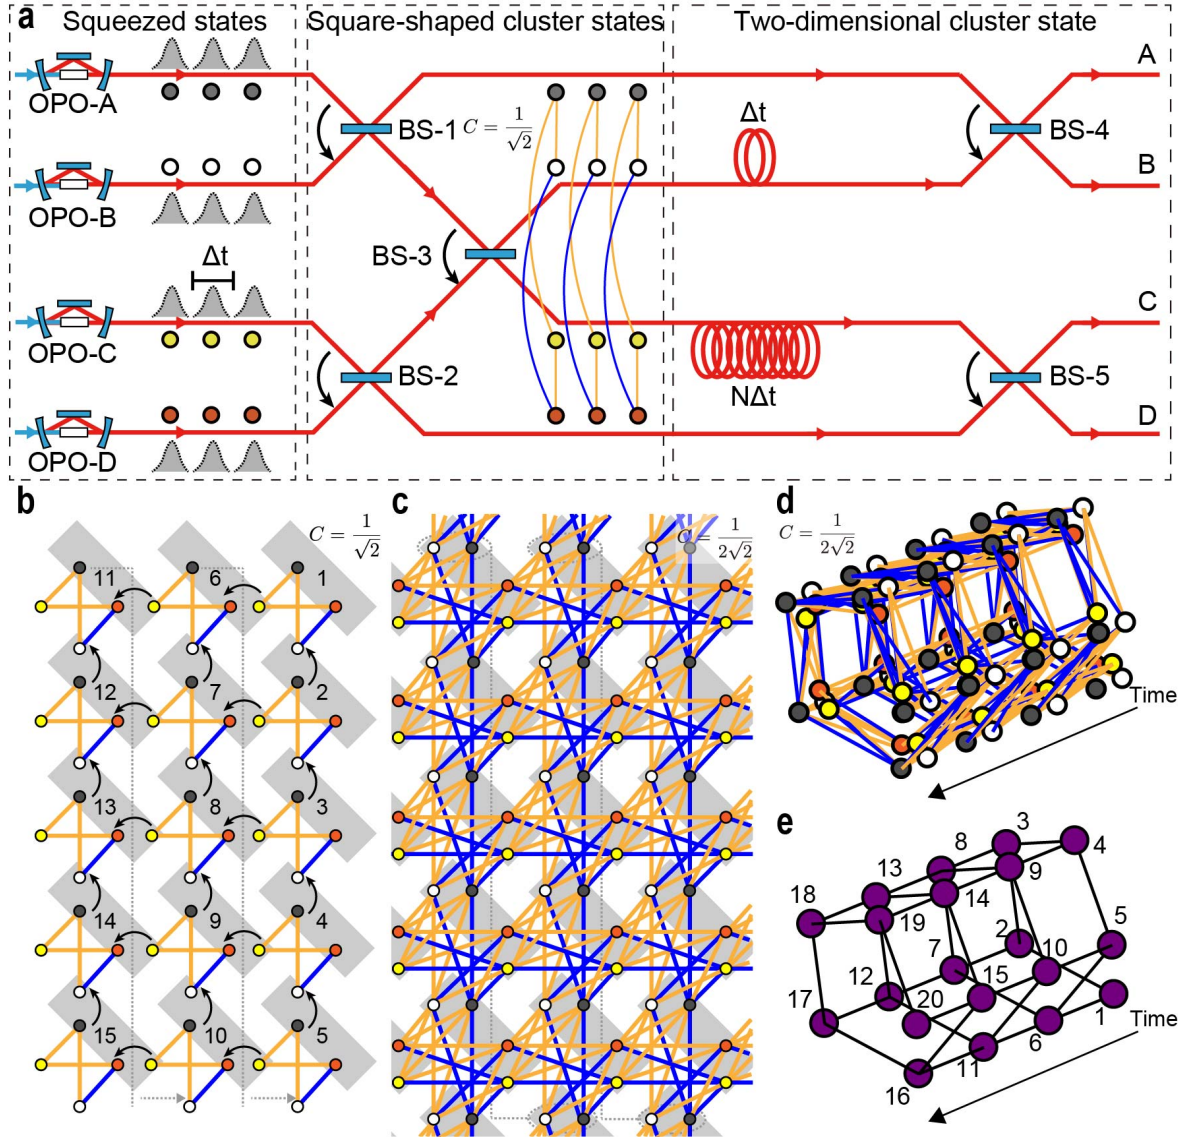 a
Squeezed states
Square-shaped cluster states
Two-dimensional cluster state
OPO-A
OPO-B
Δt
OPO-C
OPO-D
BS-1
C = 1/√2
BS-3
BS-2
Δt
NΔt
BS-4
BS-5
A
B
C
D
b
C = 1/√2
11 6 1
12 7 2
13 8 3
14 9 4
15 10 5
c
C = 1/2√2
d
C = 1/2√2
Time
e
3
8
4
13
9
18
14
19
5
2
10
7
12
15
20
17
1
Time
6
11
16